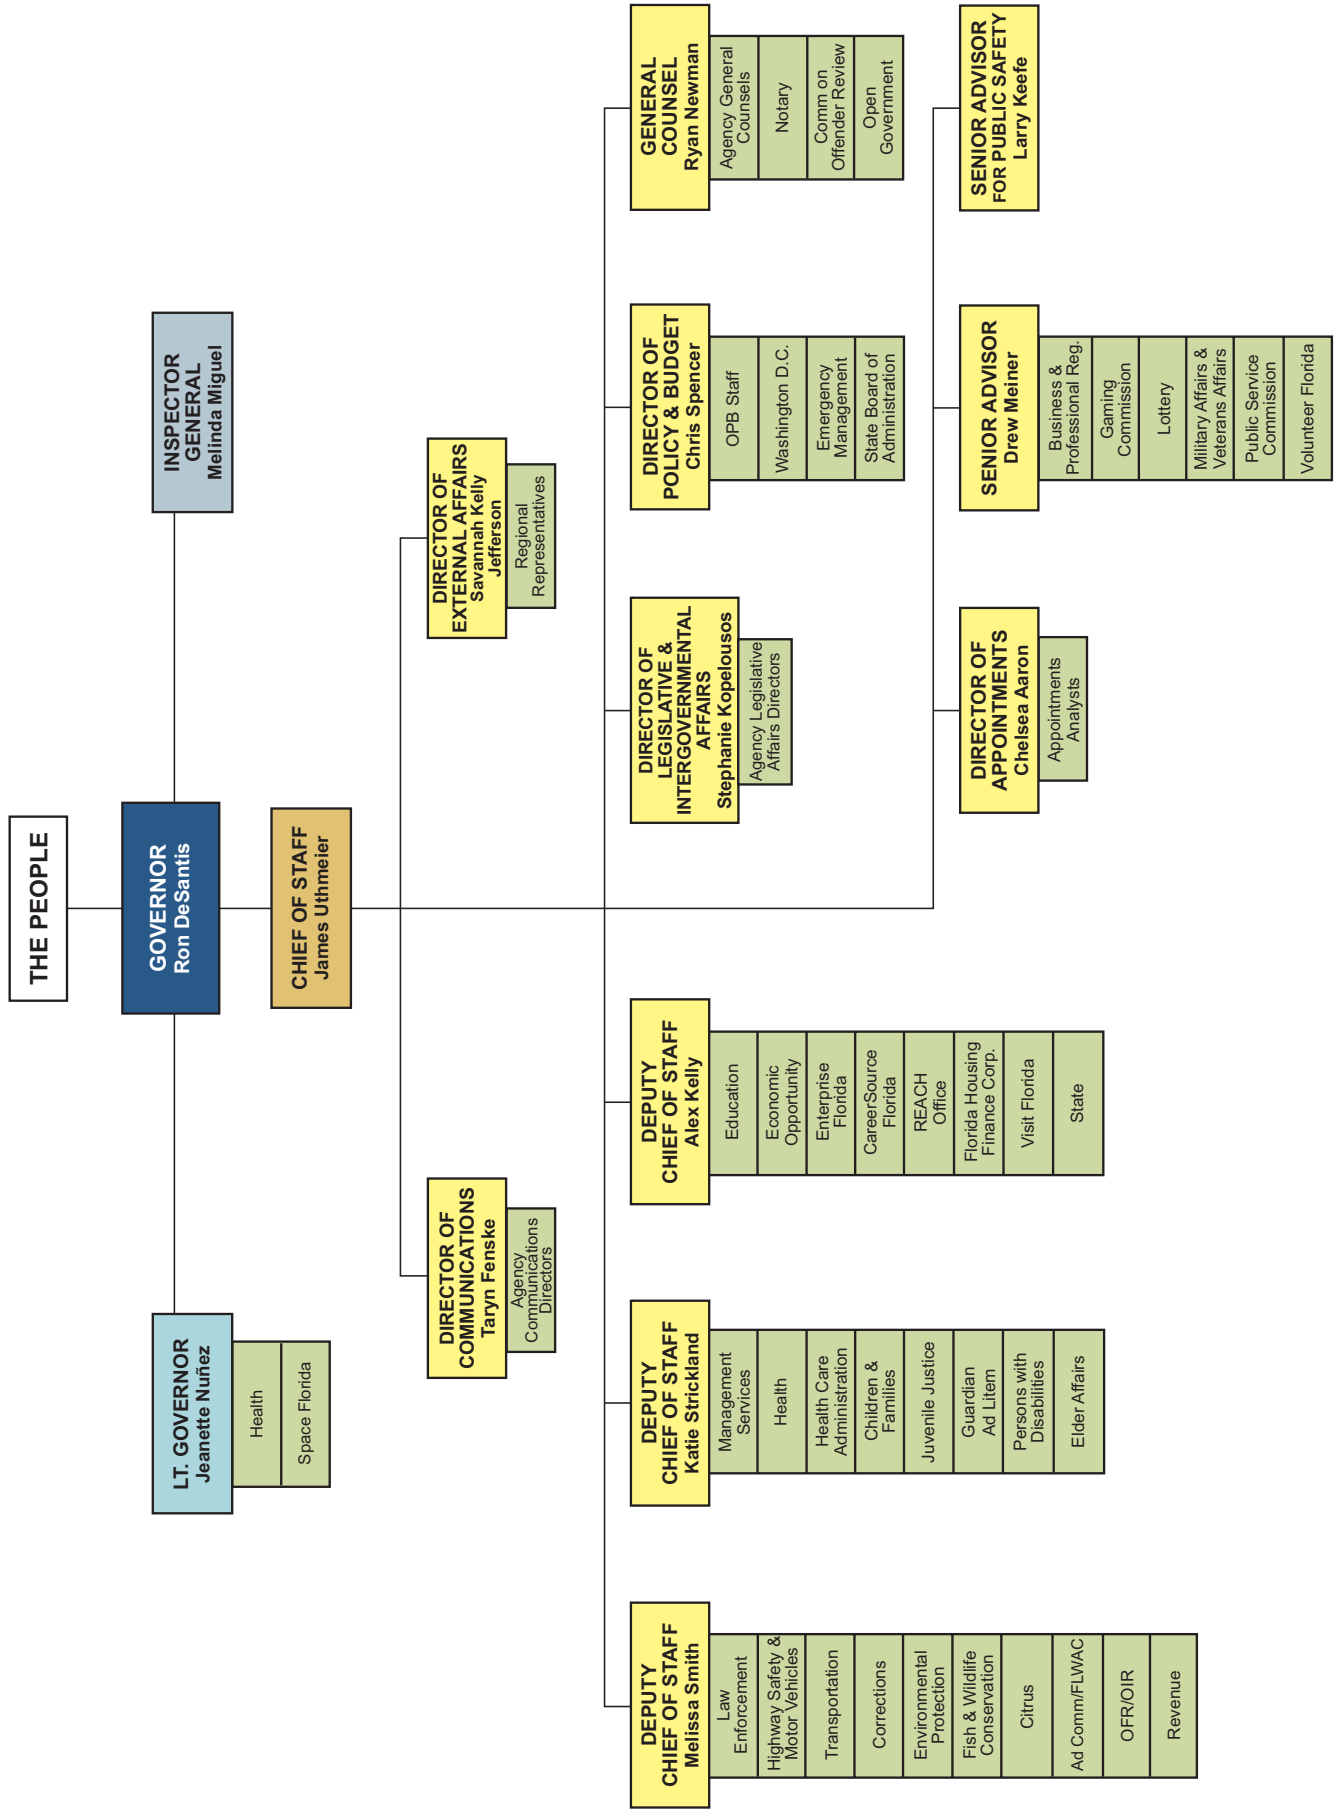 THE PEOPLE
GOVERNOR
Ron DeSantis
LT. GOVERNOR
Jeanette Nuñez
Health
Space Florida
INSPECTOR
GENERAL
Melinda Miguel
CHIEF OF STAFF
James Uthmeier
DIRECTOR OF
COMMUNICATIONS
Taryn Fenske
Agency
Communications
Directors
DIRECTOR OF
EXTERNAL AFFAIRS
Savannah Kelly
Jefferson
Regional
Representatives
DEPUTY
CHIEF OF STAFF
Melissa Smith
Law
Enforcement
Highway Safety &
Motor Vehicles
Transportation
Corrections
Environmental
Protection
Fish & Wildlife
Conservation
Citrus
Ad Comm/FLWAC
OFR/OIR
Revenue
DEPUTY
CHIEF OF STAFF
Katie Strickland
Management
Services
Health
Health Care
Administration
Children &
Families
Juvenile Justice
Guardian
Ad Litem
Persons with
Disabilities
Elder Affairs
DEPUTY
CHIEF OF STAFF
Alex Kelly
Education
Economic
Opportunity
Enterprise
Florida
CareerSource
Florida
REACH
Office
Florida Housing
Finance Corp.
Visit Florida
State
DIRECTOR OF
LEGISLATIVE &
INTERGOVERNMENTAL
AFFAIRS
Stephanie Kopelousos
Agency Legislative
Affairs Directors
DIRECTOR OF
POLICY & BUDGET
Chris Spencer
OPB Staff
Washington D.C.
Emergency
Management
State Board of
Administration
GENERAL
COUNSEL
Ryan Newman
Agency General
Counsels
Notary
Comm on
Offender Review
Open
Government
DIRECTOR OF
APPOINTMENTS
Chelsea Aaron
Appointments
Analysts
SENIOR ADVISOR
Drew Meiner
Business &
Professional Reg.
Gaming
Commission
Lottery
Military Affairs &
Veterans Affairs
Public Service
Commission
Volunteer Florida
SENIOR ADVISOR
FOR PUBLIC SAFETY
Larry Keefe